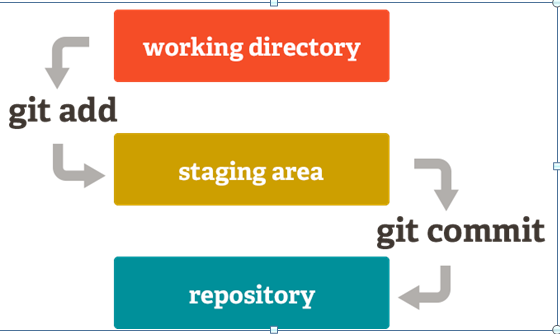 working directory
git add
staging area
git commit
repository